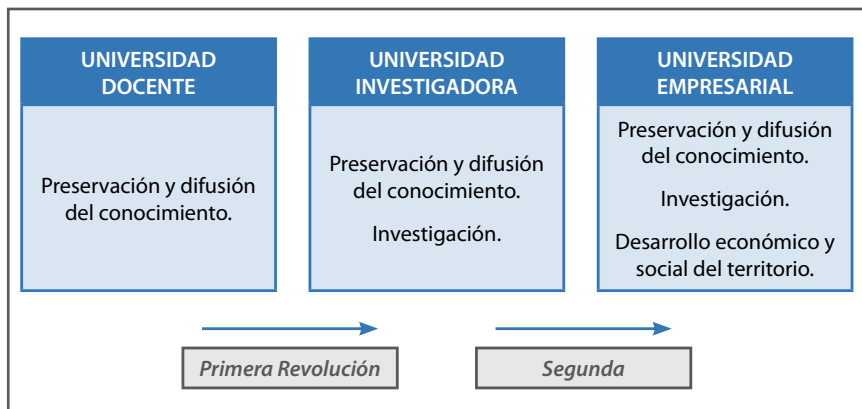 UNIVERSIDAD
DOCENTE
Preservación y difusión
del conocimiento.
UNIVERSIDAD
INVESTIGADORA
Preservación y difusión
del conocimiento.
Investigación.
UNIVERSIDAD
EMPRESARIAL
Preservación y difusión
del conocimiento.
Investigación.
Desarrollo económico y
social del territorio.
Primera Revolución
Segunda